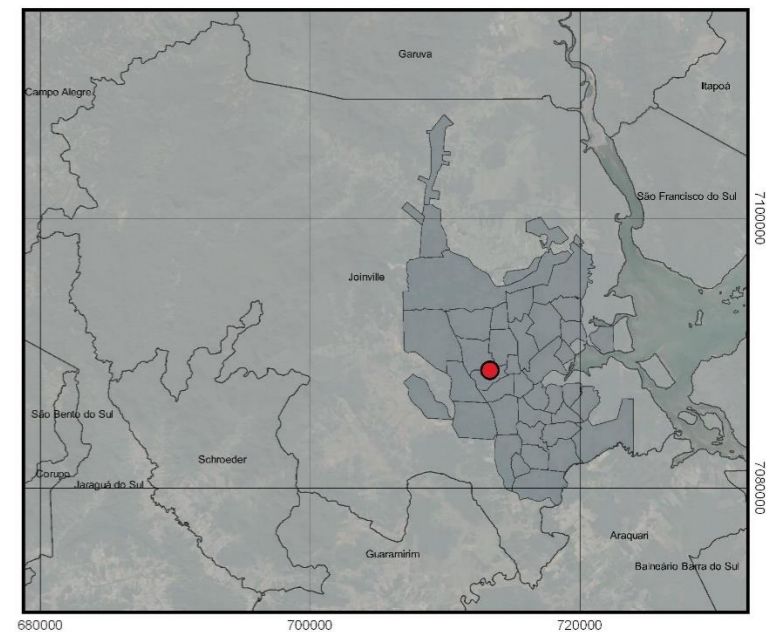 Garuva
Campo Alegre
Itapoá
São Francisco do Sul
7100000
Joinville
São Bento do Sul
Schroeder
Corupá
Jaraguá do Sul
7080000
Araquari
Guaramirim
Balneário Barra do Sul
680000
700000
720000